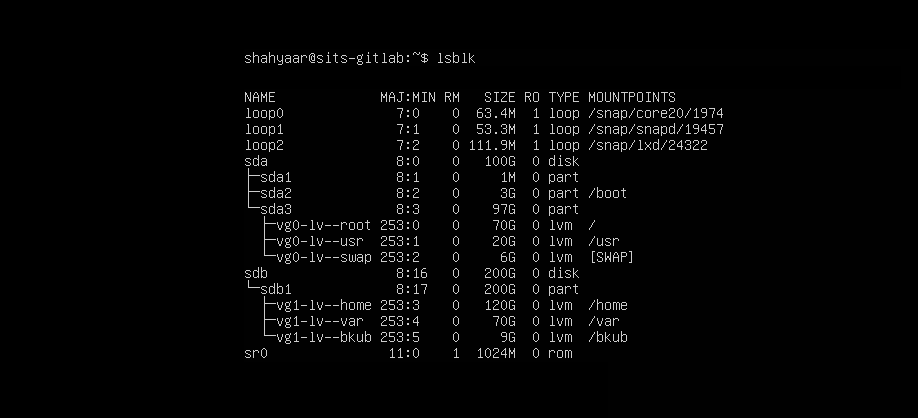 shahyaar@sits-gitlab:~$ lsblk
NAME MAJ:MIN RM SIZE RO TYPE MOUNTPOINTS
loop0 7:0 0 63.4M 1 loop /snap/core20/1974
loop1 7:1 0 53.3M 1 loop /snap/snapd/19457
loop2 7:2 0 111.9M 1 loop /snap/lxd/24322
sda 8:0 0 100G 0 disk
├─sda1 8:1 0 1M 0 part
├─sda2 8:2 0 3G 0 part /boot
└─sda3 8:3 0 97G 0 part
├─vg0-lv--root 253:0 0 70G 0 lvm /
├─vg0-lv--usr 253:1 0 20G 0 lvm /usr
└─vg0-lv--swap 253:2 0 6G 0 lvm [SWAP]
sdb 8:16 0 200G 0 disk
└─sdb1 8:17 0 200G 0 part
├─vg1-lv--home 253:3 0 120G 0 lvm /home
├─vg1-lv--var 253:4 0 70G 0 lvm /var
└─vg1-lv--bkub 253:5 0 9G 0 lvm /bkub
sr0 11:0 1 1024M 0 rom